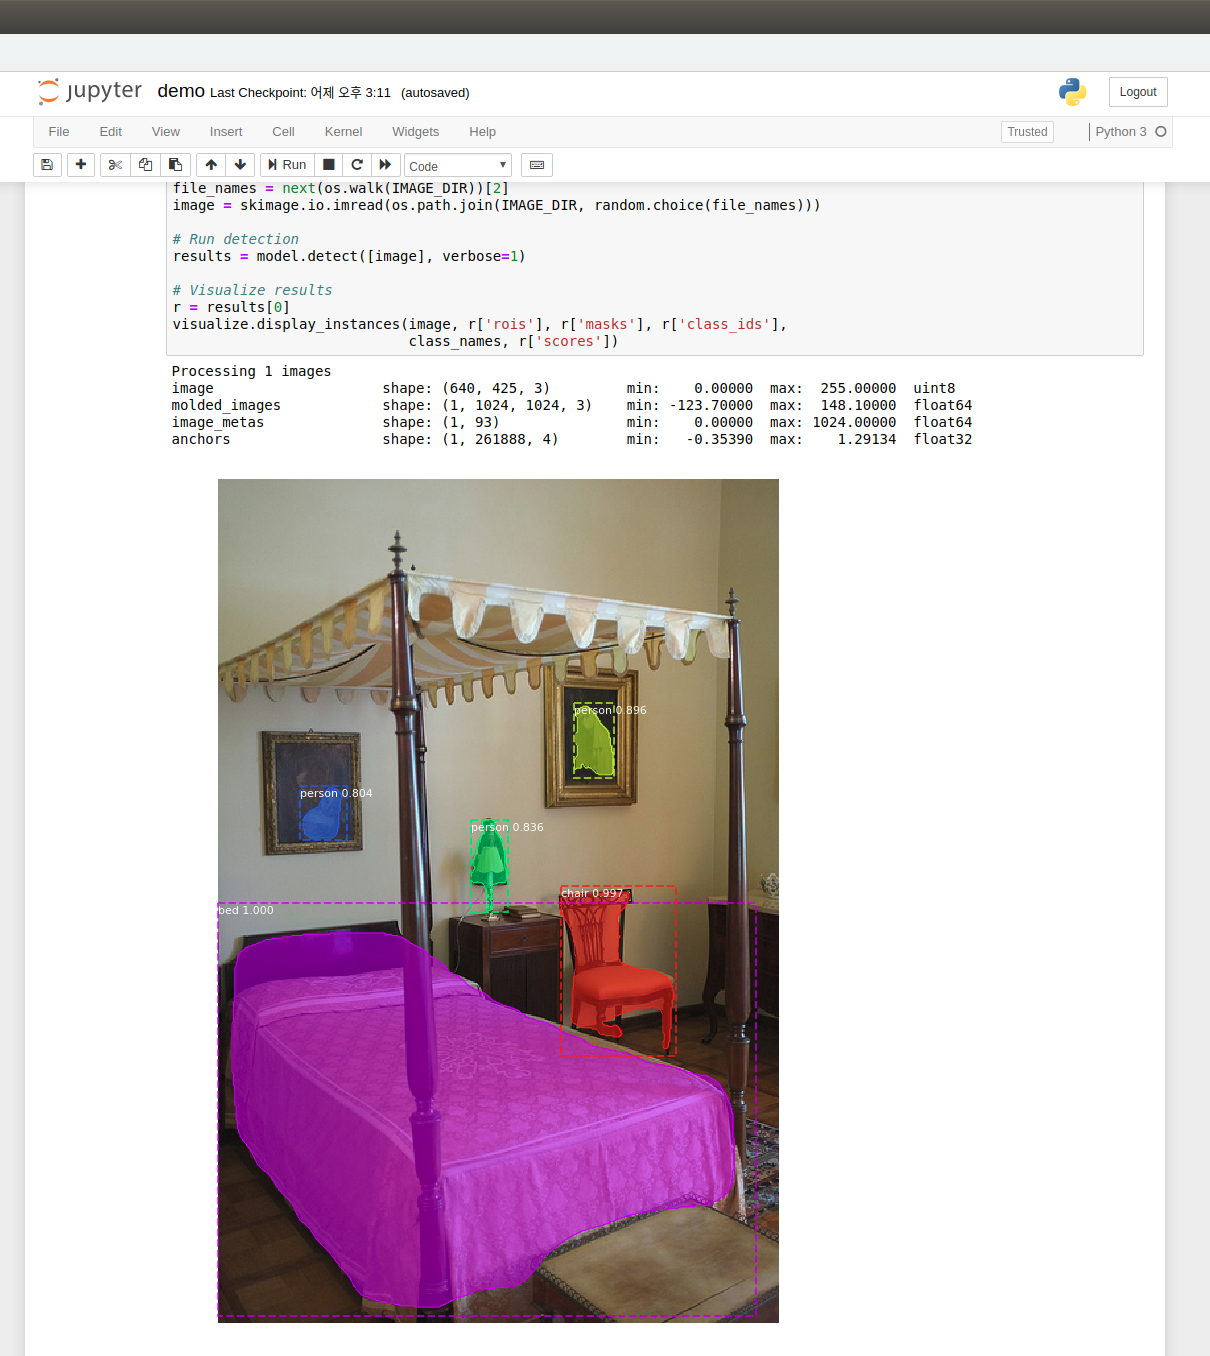 jupyter demo Last Checkpoint: 어제 오후 3:11 (autosaved) Logout
File Edit View Insert Cell Kernel Widgets Help Trusted Python 3
Run Code
file_names = next(os.walk(IMAGE_DIR))[2]
image = skimage.io.imread(os.path.join(IMAGE_DIR, random.choice(file_names)))
# Run detection
results = model.detect([image], verbose=1)
# Visualize results
r = results[0]
visualize.display_instances(image, r['rois'], r['masks'], r['class_ids'],
class_names, r['scores'])
Processing 1 images
image shape: (640, 425, 3) min: 0.00000 max: 255.00000 uint8
molded_images shape: (1, 1024, 1024, 3) min: -123.70000 max: 148.10000 float64
image_metas shape: (1, 93) min: 0.00000 max: 1024.00000 float64
anchors shape: (1, 261888, 4) min: -0.35390 max: 1.29134 float32
person 0.896
person 0.804
person 0.836
chair 0.997
bed 1.000